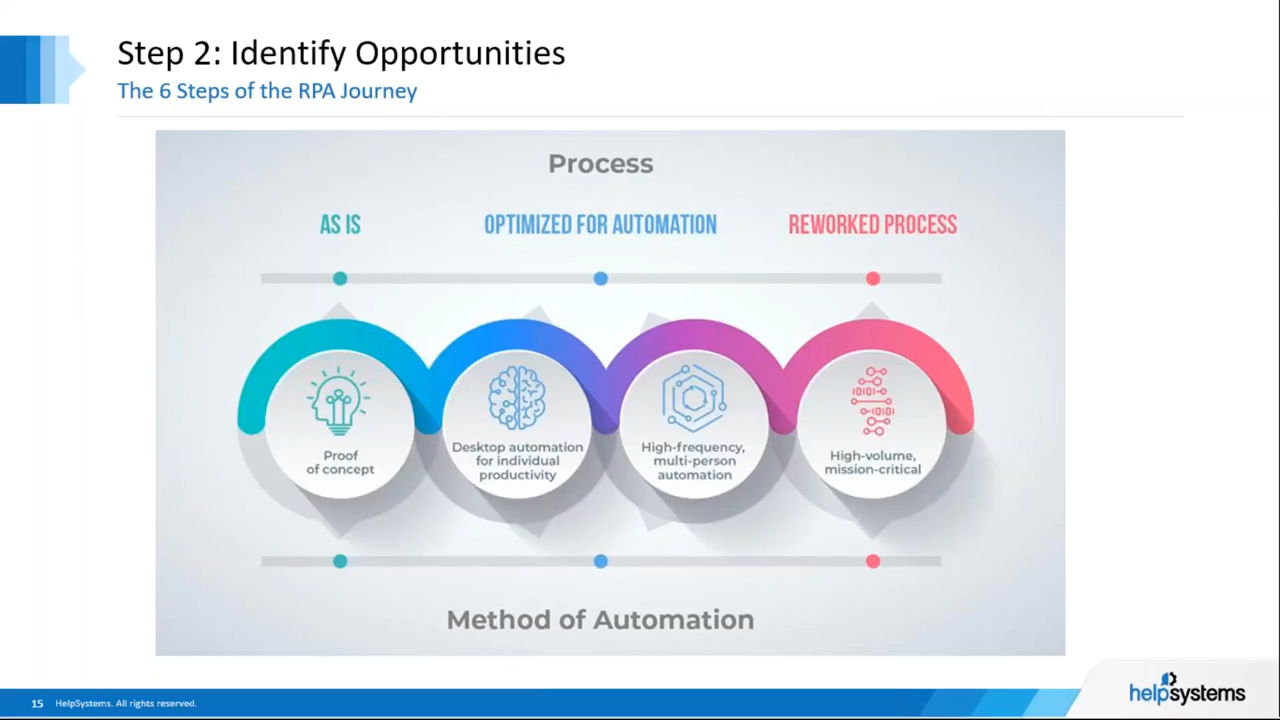 Step 2: Identify Opportunities
The 6 Steps of the RPA Journey
Process
AS IS
OPTIMIZED FOR AUTOMATION
REWORKED PROCESS
Proof
of concept
Desktop automation
for individual
productivity
High-frequency,
multi-person
automation
High-volume,
mission-critical
Method of Automation
15
HelpSystems. All rights reserved.
helpsystems